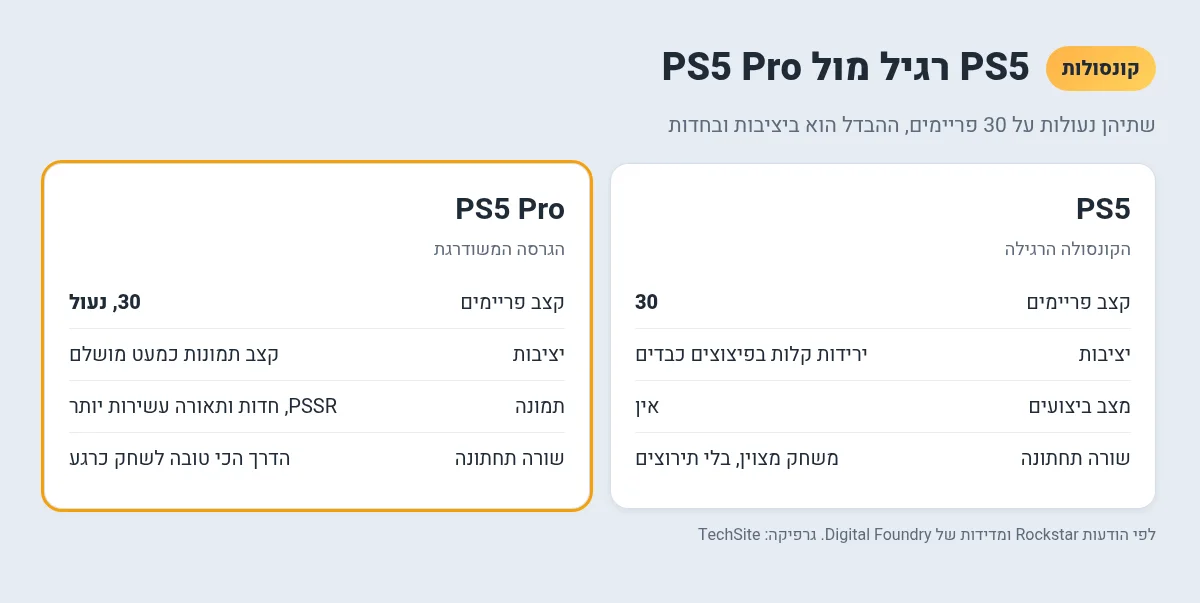 קונסולות
PS5 רגיל מול PS5 Pro
שתיהן נעולות על 30 פריימים, ההבדל הוא ביציבות ובחדות
PS5
הקונסולה הרגילה
קצב פריימים 30
יציבות ירידות קלות בפיצוצים כבדים
מצב ביצועים אין
שורה תחתונה משחק מצוין, בלי תירוצים
PS5 Pro
הגרסה המשודרגת
קצב פריימים 30, נעול
יציבות קצב תמונות כמעט מושלם
תמונה PSSR, חדות ותאורה עשירות יותר
שורה תחתונה הדרך הכי טובה לשחק כרגע
לפי הודעות Rockstar ומדידות של Digital Foundry. גרפיקה: TechSite